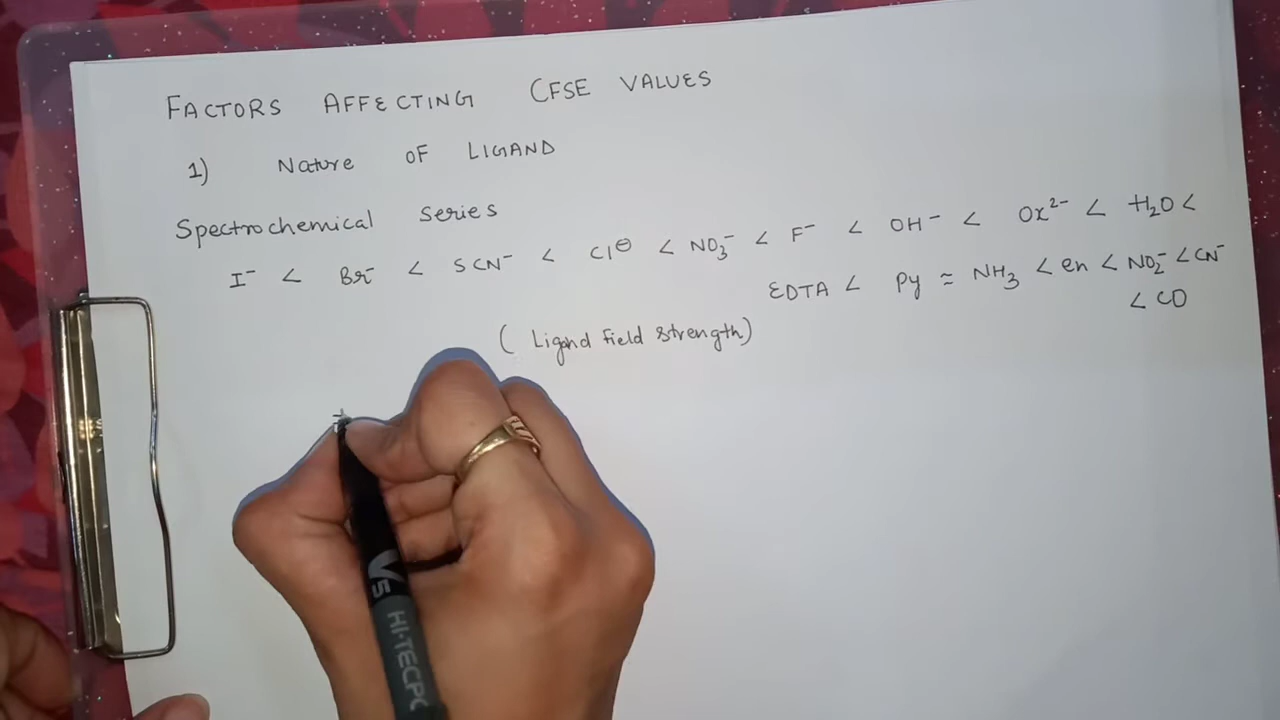 FACTORS AFFECTING CFSE VALUES
1) Nature OF LIGAND
Spectrochemical series
I⁻ < Br⁻ < SCN⁻ < Cl⊖ < NO₃⁻ < F⁻ < OH⁻ < Ox²⁻ < H₂O <
EDTA < Py ≈ NH₃ < en < NO₂⁻ < CN⁻
< CO
(Ligand field strength)
V5 HI-TECPO